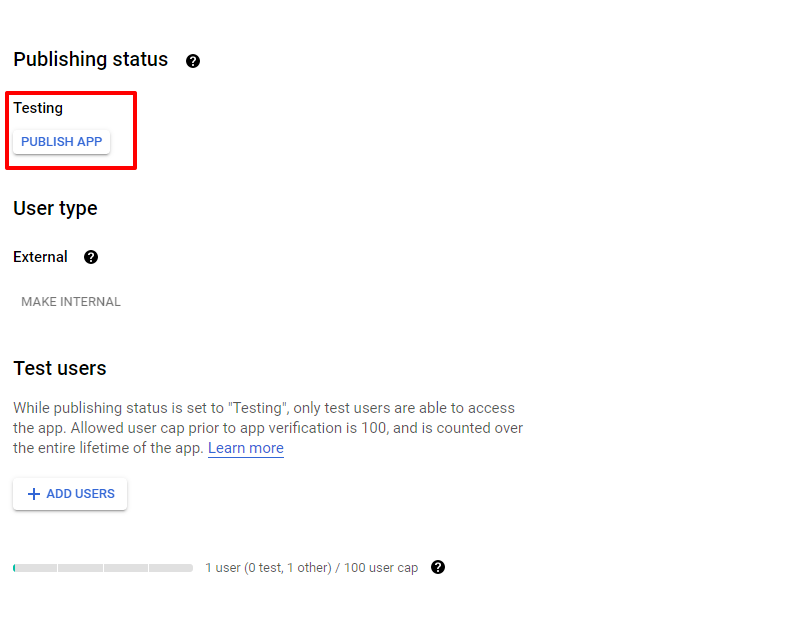 Publishing status
Testing
PUBLISH APP
User type
External
MAKE INTERNAL
Test users
While publishing status is set to "Testing", only test users are able to access
the app. Allowed user cap prior to app verification is 100, and is counted over
the entire lifetime of the app. Learn more
+ ADD USERS
1 user (0 test, 1 other) / 100 user cap